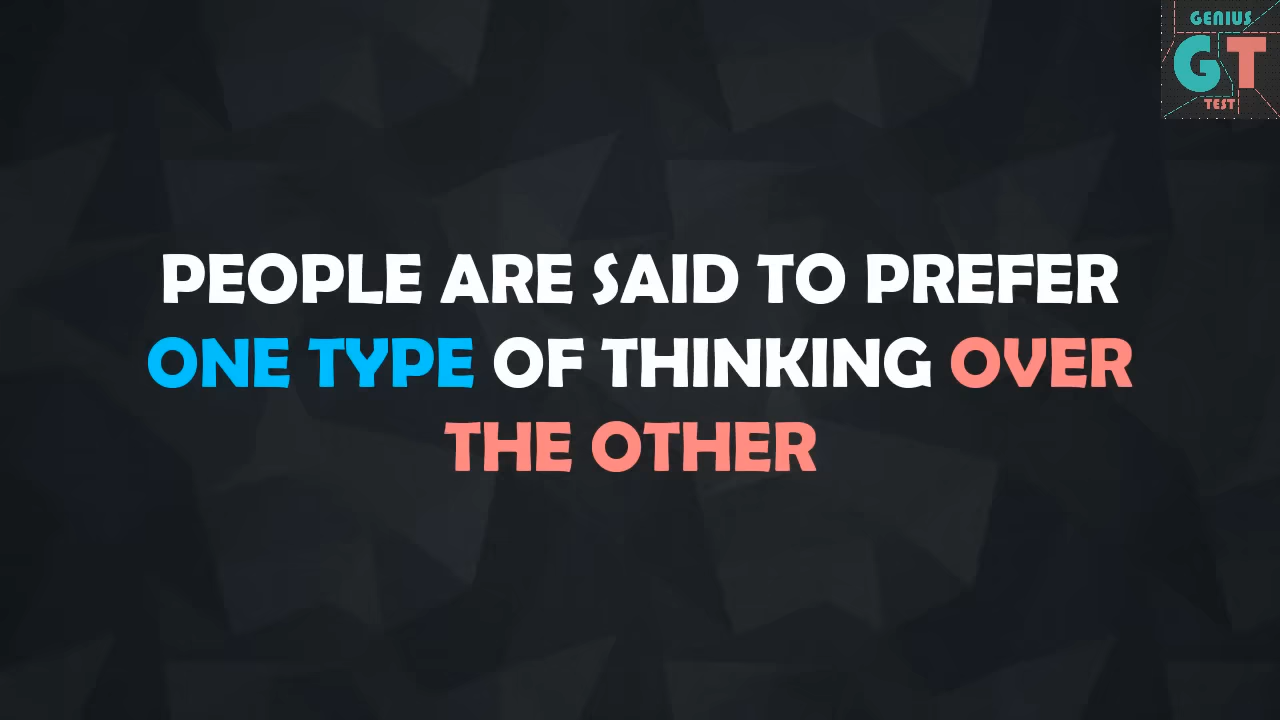 GENIUS
GT
TEST
PEOPLE ARE SAID TO PREFER
ONE TYPE OF THINKING OVER
THE OTHER